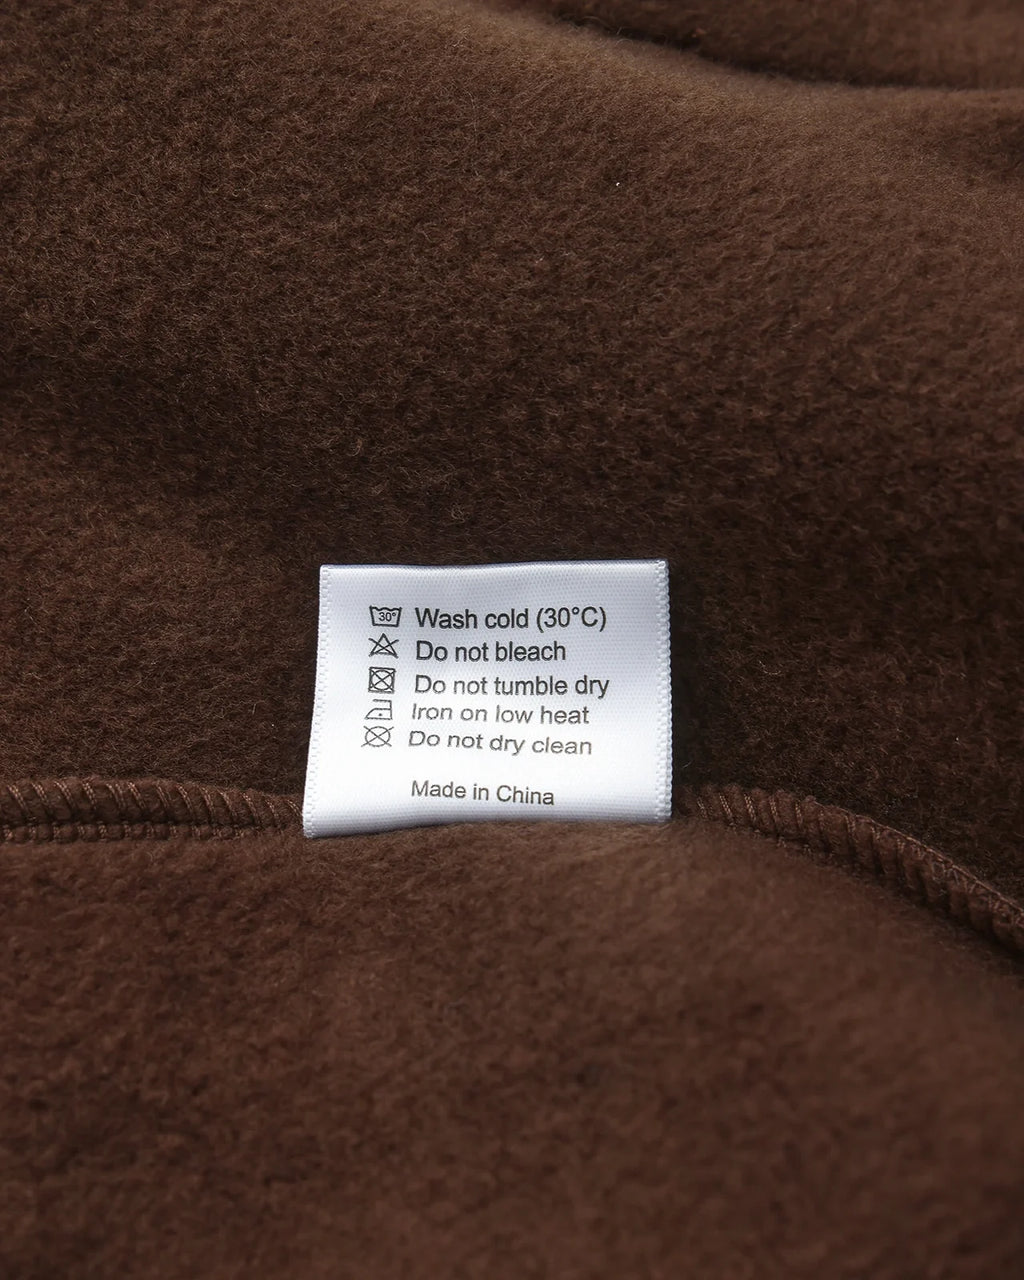 30°
Wash cold (30°C)
Do not bleach
Do not tumble dry
Iron on low heat
Do not dry clean
Made in China